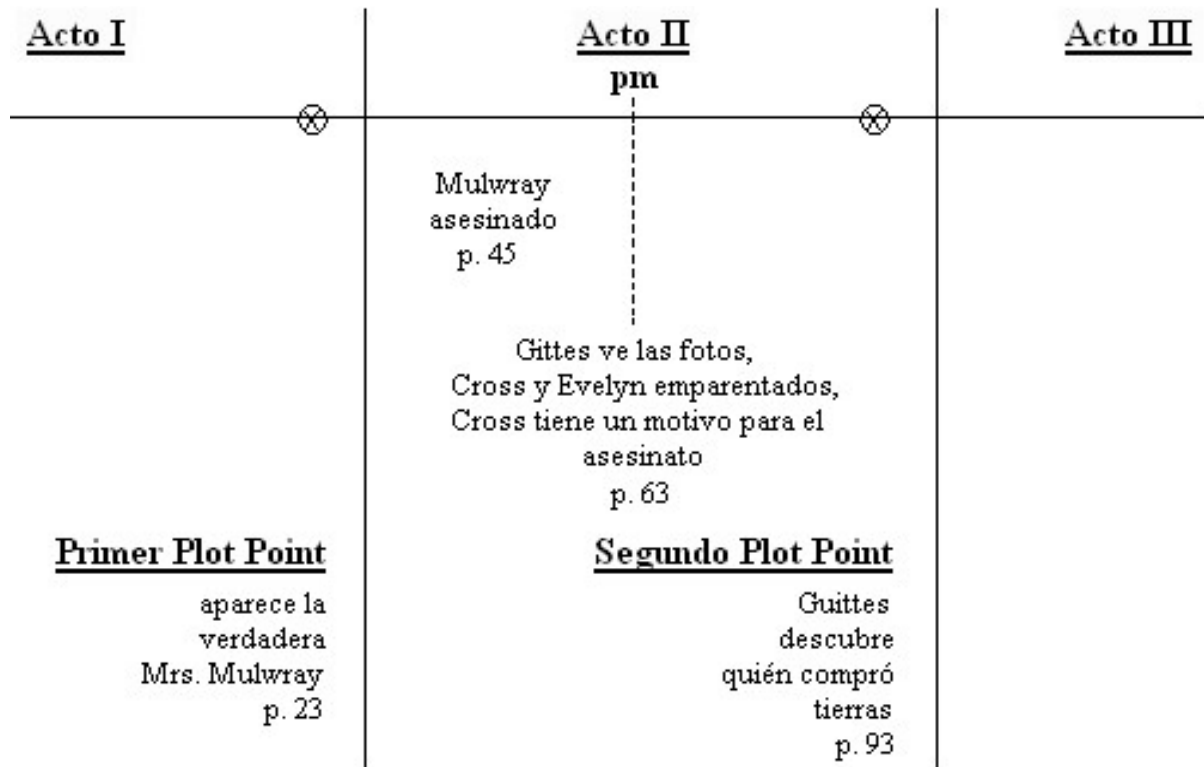 Acto I
Acto II
Acto III
pm
Mulwray
asesinado
p. 45
Gittes ve las fotos,
Cross y Evelyn emparentados,
Cross tiene un motivo para el
asesinato
p. 63
Primer Plot Point
aparece la
verdadera
Mrs. Mulwray
p. 23
Segundo Plot Point
Guittes
descubre
quién compró
tierras
p. 93